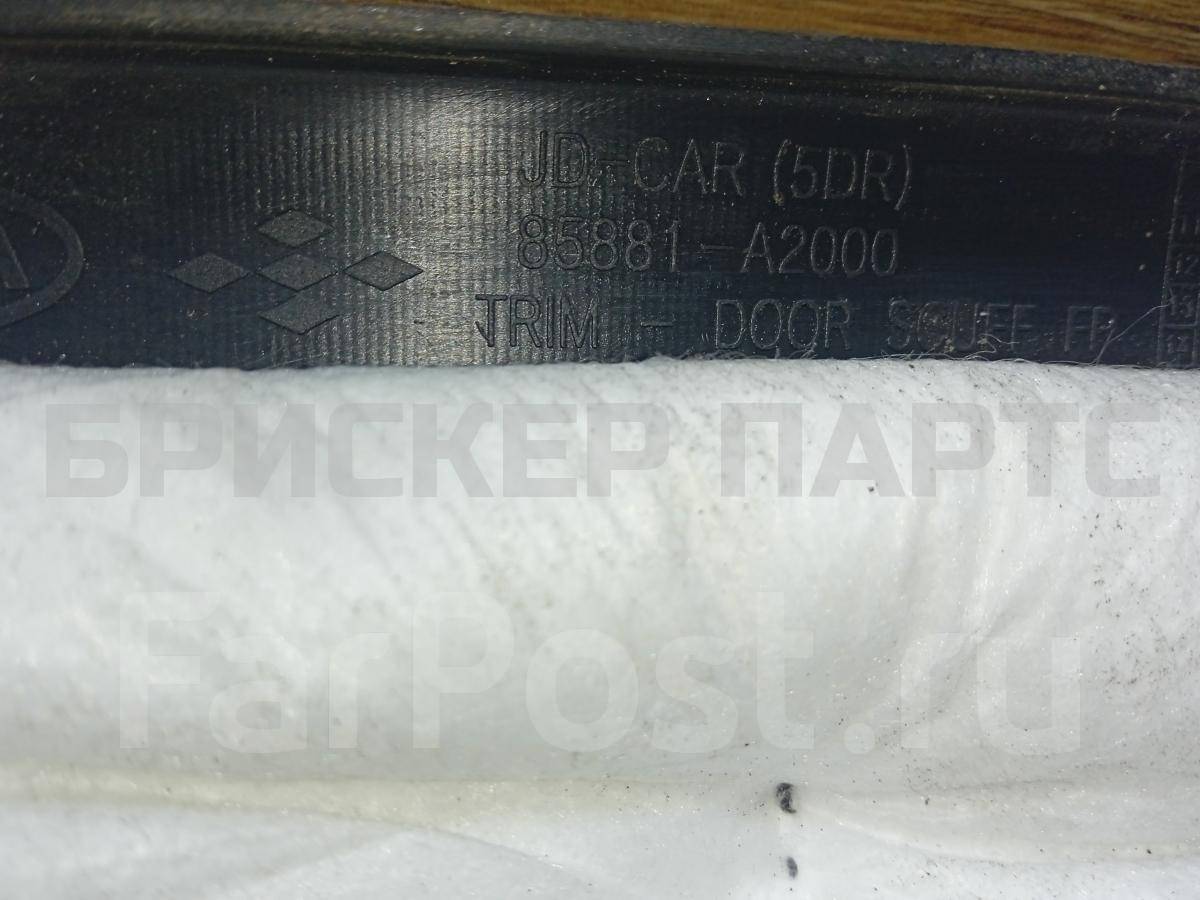 JD-CAR (5DR)
85881-A2000
TRIM - DOOR SCUFF FR
БРИСКЕР ПАРТС
FarPost.ru